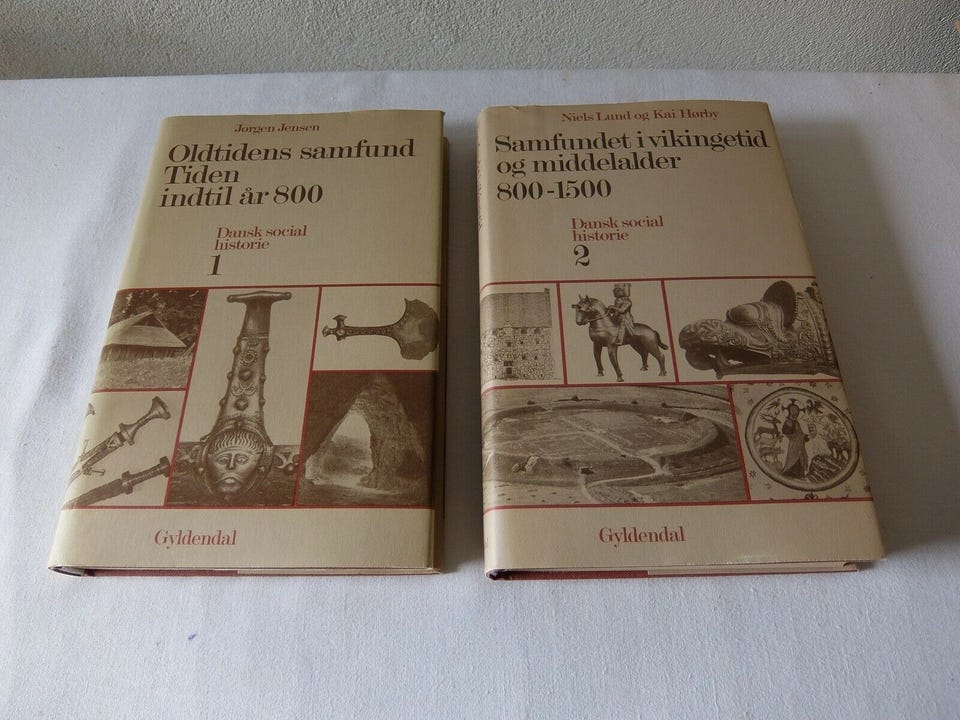 Jørgen Jensen
Oldtidens samfund
Tiden
indtil år 800
Dansk social
historie
1
Gyldendal
Niels Lund og Kai Hørby
Samfundet i vikingetid
og middelalder
800-1500
Dansk social
historie
2
Gyldendal